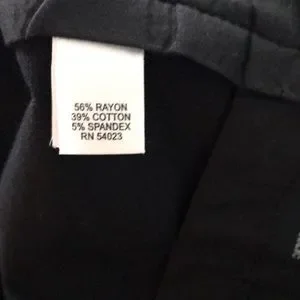 56% RAYON
39% COTTON
5% SPANDEX
RN 54023